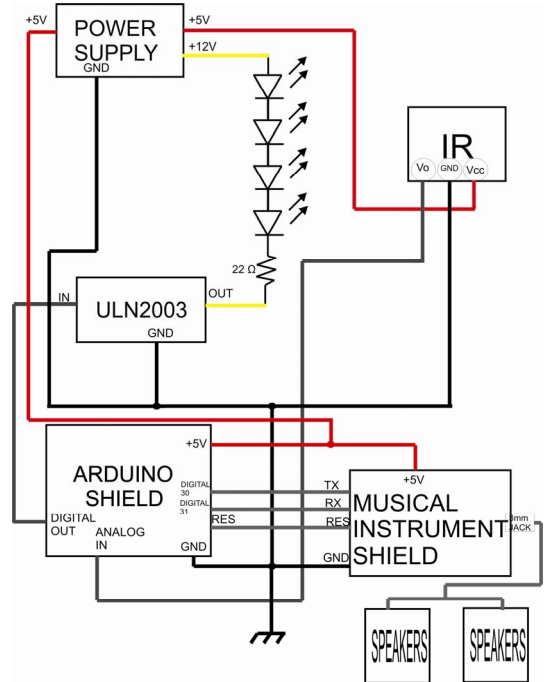 +5V
POWER
SUPPLY
GND
+5V
+12V
IR
Vo
GND
Vcc
22 Ω
IN
ULN2003
GND
OUT
+5V
ARDUINO
SHIELD
DIGITAL
30
DIGITAL
31
RES
DIGITAL
OUT
ANALOG
IN
GND
TX
RX
RES
GND
+5V
MUSICAL
INSTRUMENT
SHIELD
3mm
JACK
SPEAKERS
SPEAKERS